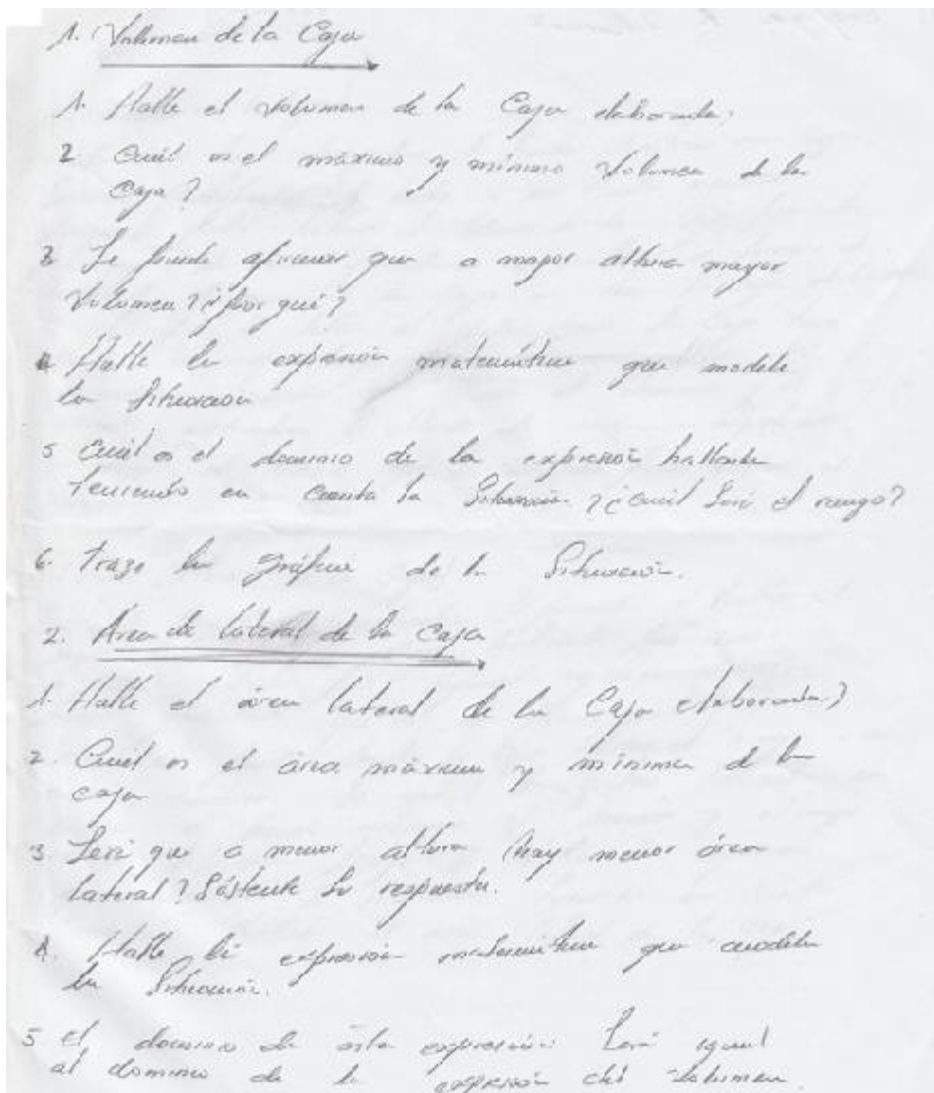 1. Volumen de la Caja
1. Halle el volumen de la Caja elaborada.
2 Cuál es el máximo y mínimo Volumen de la
Caja?
3 Se puede afirmar que a mayor altura mayor
Volumen? ¿por qué?
4 Halle la expresión matemática que modele
la Situación
5 Cuál es el dominio de la expresión hallada
teniendo en cuenta la Situación? ¿Cuál será el rango?
6. Trazo la gráfica de la Situación.
2. Area de lateral de la Caja
1. Halle el área lateral de la Caja elaborada?
2. Cuál es el área máxima y mínima de la
caja
3 Será que a menor altura hay menor área
lateral? Sustente su respuesta.
4. Halle la expresión matemática que modela
la Situación.
5 el dominio de esta expresión Será igual
al dominio de la expresión del Volumen.